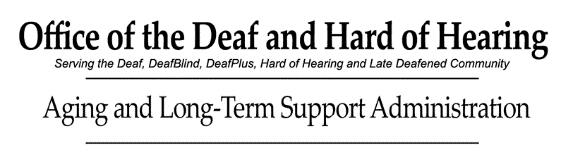 Office of the Deaf and Hard of Hearing
Serving the Deaf, DeafBlind, DeafPlus, Hard of Hearing and Late Deafened Community
Aging and Long-Term Support Administration